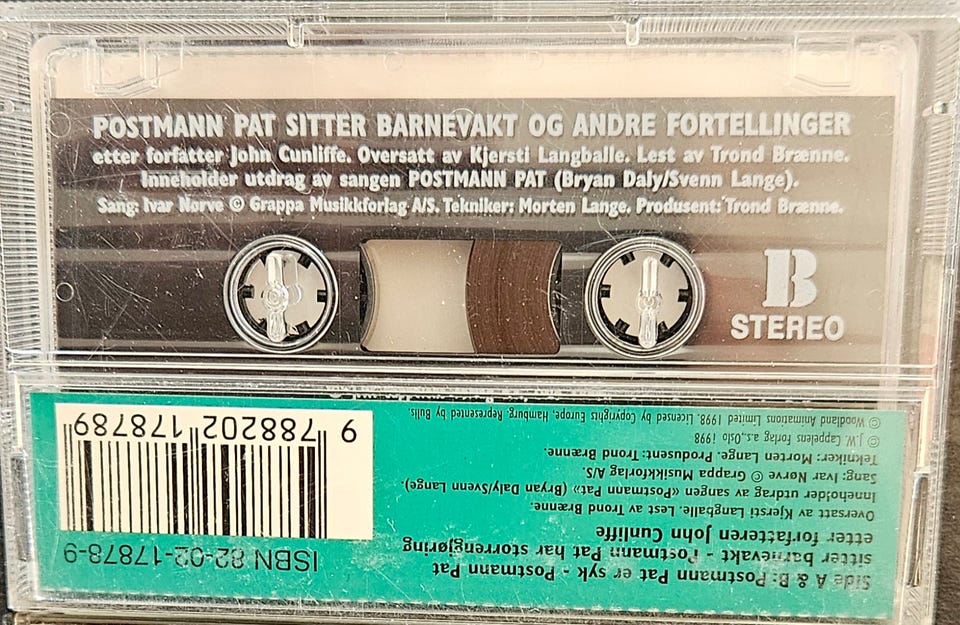 POSTMANN PAT SITTER BARNEVAKT OG ANDRE FORTELLINGER
etter forfatter John Cunliffe. Oversatt av Kjersti Langballe. Lest av Trond Brænne.
Inneholder utdrag av sangen POSTMANN PAT (Bryan Daly/Svenn Lange).
Sang: Ivar Nørve © Grappa Musikkforlag A/S. Tekniker: Morten Lange. Produsent: Trond Brænne.
B
STEREO
Side A & B: Postmann Pat er syk - Postmann Pat
sitter barnevakt - Postmann Pat har storrengjøring
etter forfatteren John Cunliffe
Oversatt av Kjersti Langballe. Lest av Trond Brænne.
Inneholder utdrag av sangen «Postmann Pat» (Bryan Daly/Svenn Lange).
Sang: Ivar Nørve © Grappa Musikkforlag A/S.
Tekniker: Morten Lange. Produsent: Trond Brænne.
© J.W. Cappelens Forlag a.s., Oslo 1998
© Woodland Animations Limited 1998. Licensed by Copyrights Europe, Hamburg. Represented by Bulls.
ISBN 82-02-17878-9
9 788202 178789